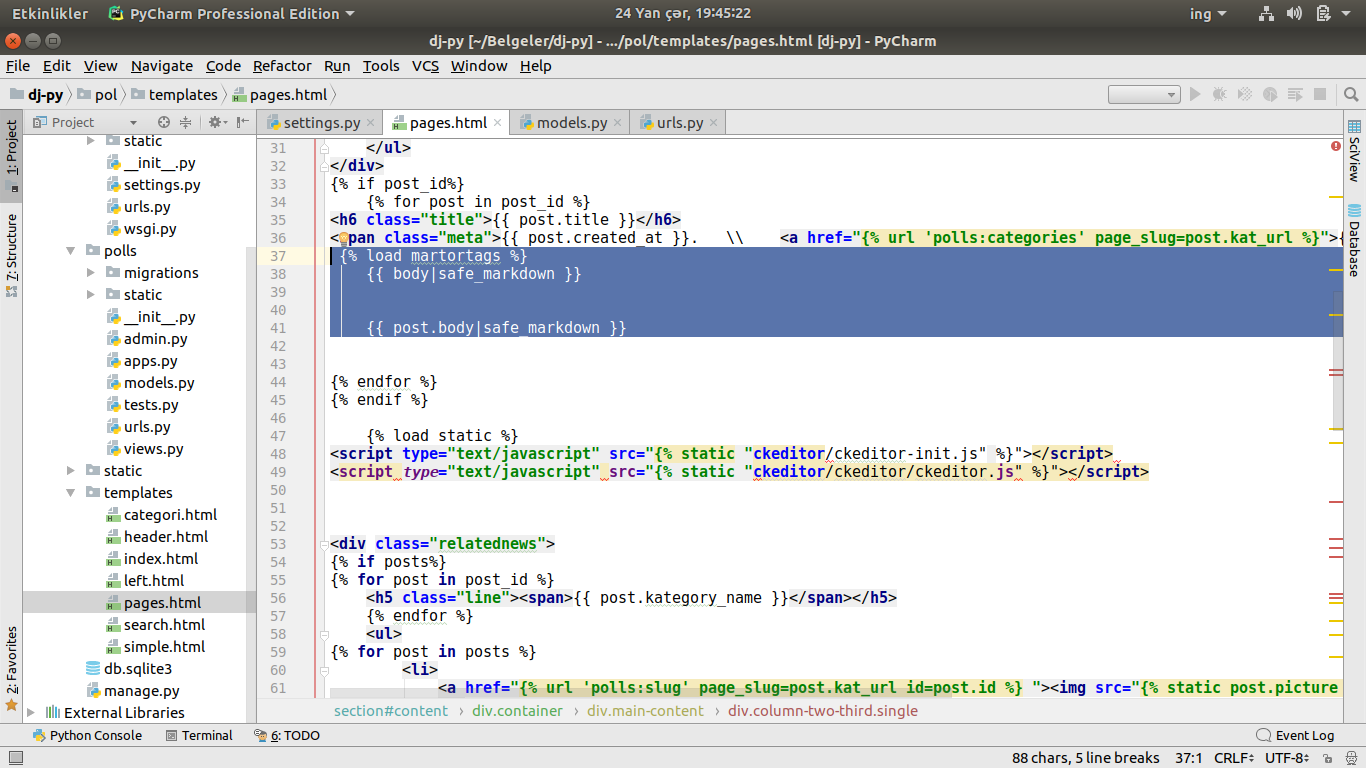 Etkinlikler PyCharm Professional Edition 24 Yan çər, 19:45:22 ing
dj-py [~/Belgeler/dj-py] - .../pol/templates/pages.html [dj-py] - PyCharm
File Edit View Navigate Code Refactor Run Tools VCS Window Help
dj-py pol templates pages.html
1: Project
7: Structure
2: Favorites
Project
static
__init__.py
settings.py
urls.py
wsgi.py
polls
migrations
static
__init__.py
admin.py
apps.py
models.py
tests.py
urls.py
views.py
static
templates
categori.html
header.html
index.html
left.html
pages.html
search.html
simple.html
db.sqlite3
manage.py
External Libraries
settings.py pages.html models.py urls.py
31 </ul>
32 </div>
33 {% if post_id%}
34 {% for post in post_id %}
35 <h6 class="title">{{ post.title }}</h6>
36 <span class="meta">{{ post.created_at }}. \\ <a href="{% url 'polls:categories' page_slug=post.kat_url %}">{
37 {% load martortags %}
38 {{ body|safe_markdown }}
39
40
41 {{ post.body|safe_markdown }}
42
43
44 {% endfor %}
45 {% endif %}
46
47 {% load static %}
48 <script type="text/javascript" src="{% static "ckeditor/ckeditor-init.js" %}"></script>
49 <script type="text/javascript" src="{% static "ckeditor/ckeditor/ckeditor.js" %}"></script>
50
51
52
53 <div class="relatednews">
54 {% if posts%}
55 {% for post in post_id %}
56 <h5 class="line"><span>{{ post.kategory_name }}</span></h5>
57 {% endfor %}
58 <ul>
59 {% for post in posts %}
60 <li>
61 <a href="{% url 'polls:slug' page_slug=post.kat_url id=post.id %} "><img src="{% static post.picture
section#content › div.container › div.main-content › div.column-two-third.single
SciView
Database
Python Console Terminal 6: TODO Event Log
88 chars, 5 line breaks 37:1 CRLF UTF-8